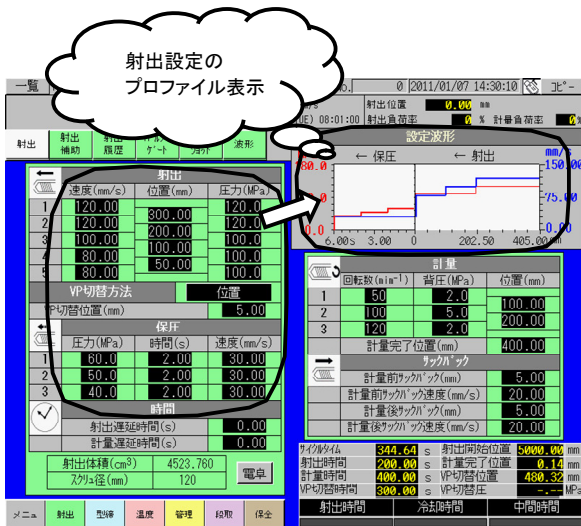 射出設定の
プロファイル表示
一覧
No.
0 2011/01/07 14:30:10
ｺﾋﾟｰ
08:01:00
射出位置 0.00 mm
射出負荷率 0 % 計量負荷率 0%
射出
射出補助
履歴
ｹﾞｰﾄ
波形
設定波形
← 保圧 ← 射出
mm/s
180.0
150.00
75.00
0.0
0.0
6.00s 3.00 0 202.50 405.00
射出
速度(mm/s) 位置(mm) 圧力(MPa)
1 120.00 300.00 120.0
2 120.00 200.00 120.0
3 100.00 100.00 100.0
4 80.00 50.00 100.0
5 80.00 100.0
VP切替方法 位置
VP切替位置(mm) 5.00
保圧
圧力(MPa) 時間(s) 速度(mm/s)
1 60.0 2.00 30.00
2 50.0 2.00 30.00
3 40.0 2.00 30.00
時間
射出遅延時間(s) 0.00
計量遅延時間(s) 0.00
射出体積(cm³) 4523.760
ｽｸﾘｭ径(mm) 120
電卓
計量
回転数(min⁻¹) 背圧(MPa) 位置(mm)
1 50 2.0 100.00
2 100 5.0 200.00
3 120 2.0
計量完了位置(mm) 400.00
ｻｯｸﾊﾞｯｸ
計量前ｻｯｸﾊﾞｯｸ(mm) 5.00
計量前ｻｯｸﾊﾞｯｸ速度(mm/s) 20.00
計量後ｻｯｸﾊﾞｯｸ(mm) 5.00
計量後ｻｯｸﾊﾞｯｸ速度(mm/s) 20.00
ｻｲｸﾙﾀｲﾑ 344.64 s 射出開始位置 5000.00 mm
射出時間 200.00 s 計量完了位置 0.14 mm
計量時間 400.00 s VP切替位置 480.32 mm
VP切替時間 300.00 s VP切替圧 -.-- MPa
射出時間 冷却時間 中間時間
ﾒﾆｭ 射出 型締 温度 管理 段取 保全